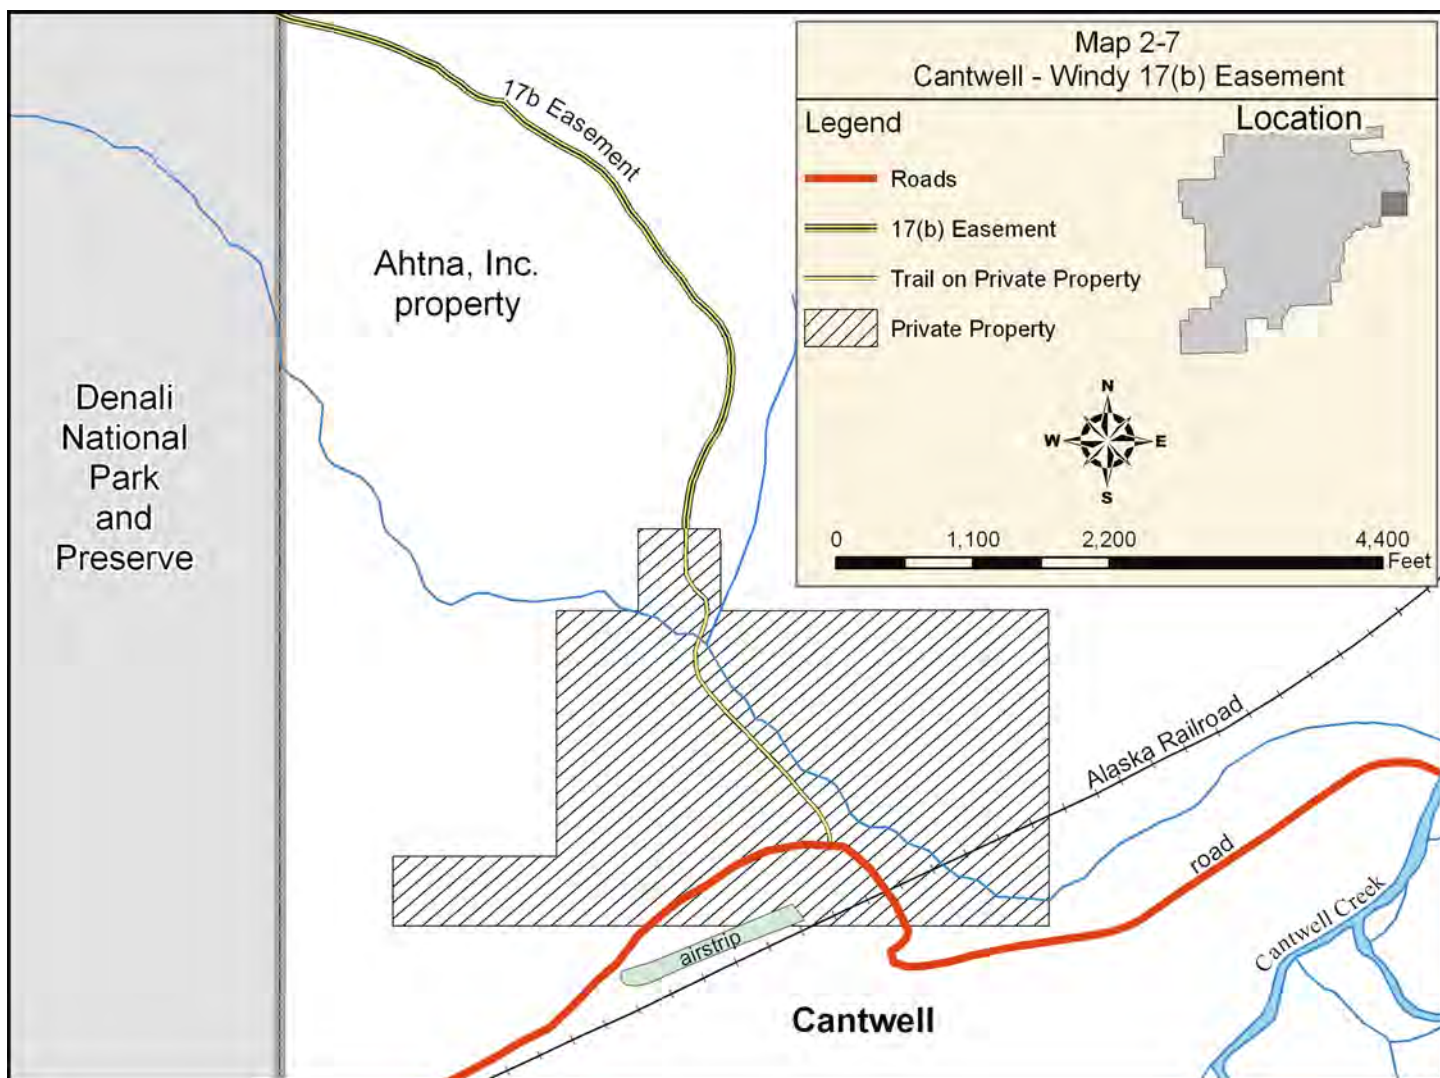 Map 2-7
Cantwell - Windy 17(b) Easement
Legend
Location
Roads
17(b) Easement
Trail on Private Property
Private Property
N
W
E
S
0
1,100
2,200
4,400
Feet
17b Easement
Ahtna, Inc.
property
Denali
National
Park
and
Preserve
Alaska Railroad
road
Cantwell Creek
airstrip
Cantwell